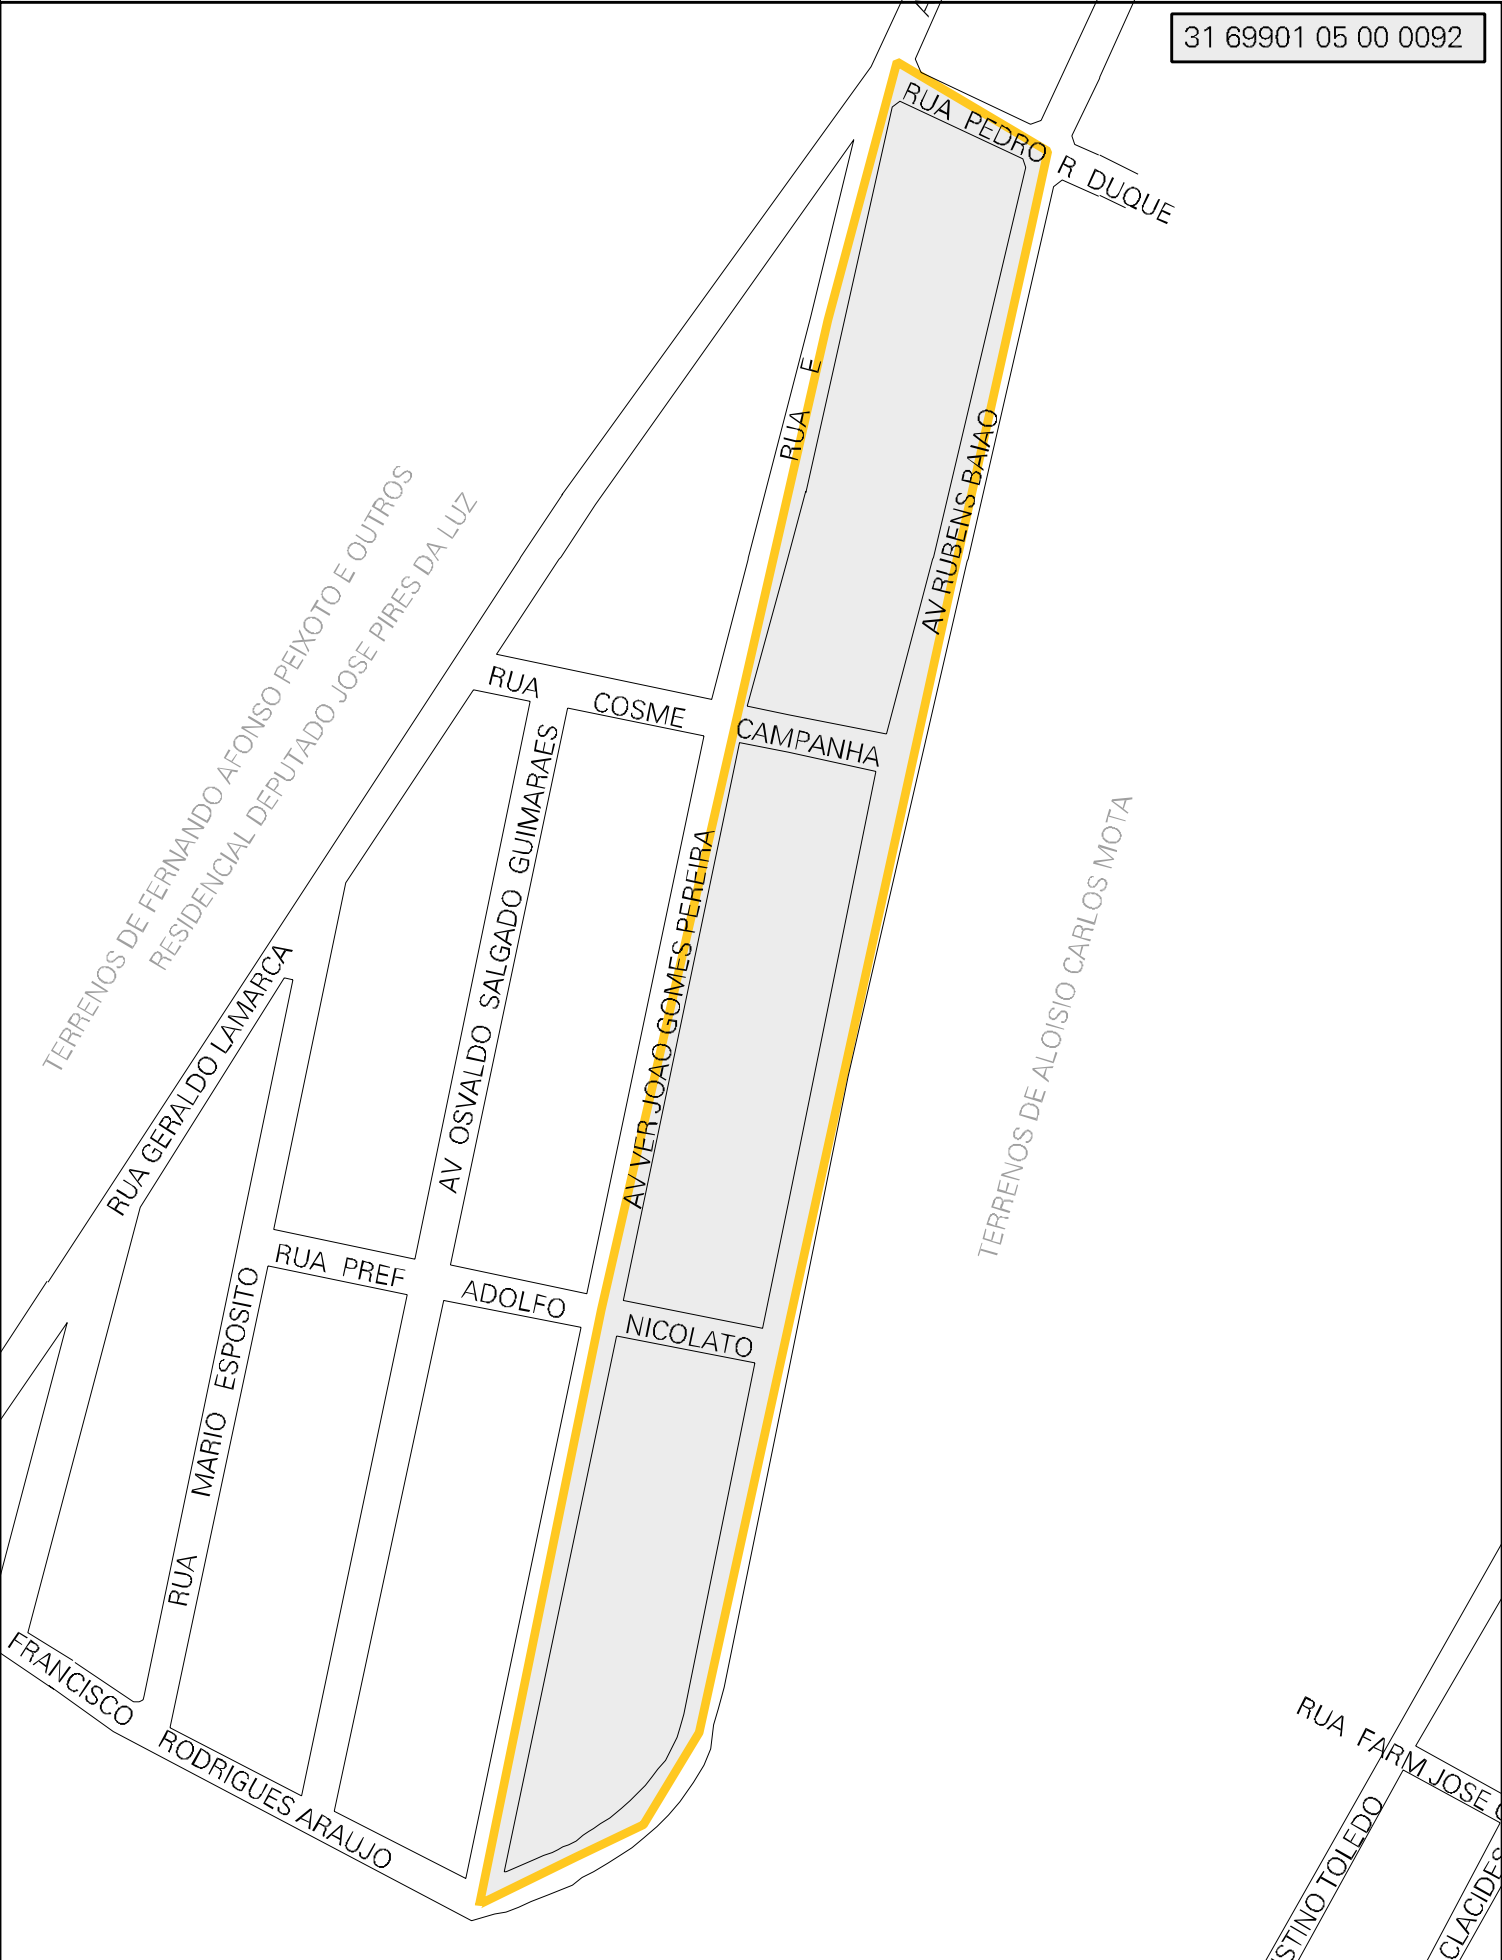 31 69901 05 00 0092
RUA PEDRO R DUQUE
RUA E
AV RUBENS BAIAO
TERRENOS DE FERNANDO AFONSO PEIXOTO E OUTROS
RESIDENCIAL DEPUTADO JOSE PIRES DA LUZ
RUA COSME CAMPANHA
AV OSVALDO SALGADO GUIMARAES
AV VER JOAO GOMES PEREIRA
TERRENOS DE ALOISIO CARLOS MOTA
RUA GERALDO LAMARCA
RUA PREF ADOLFO NICOLATO
RUA MARIO ESPOSITO
FRANCISCO RODRIGUES ARAUJO
RUA FARM JOSE
STINO TOLEDO
CLACIDES